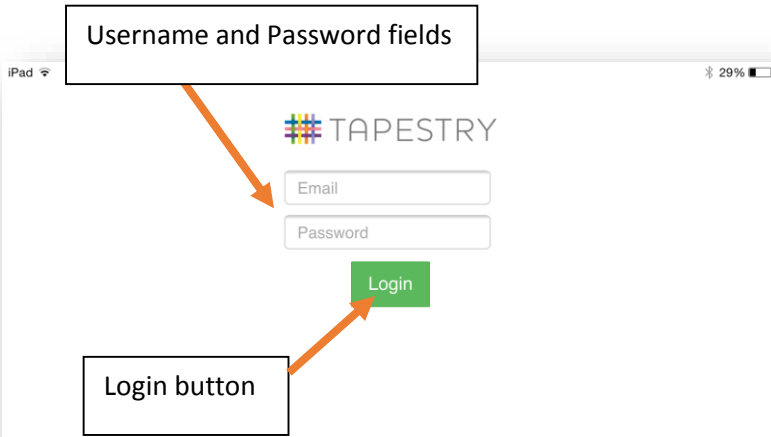 Username and Password fields
iPad 29%
TAPESTRY
Email
Password
Login
Login button